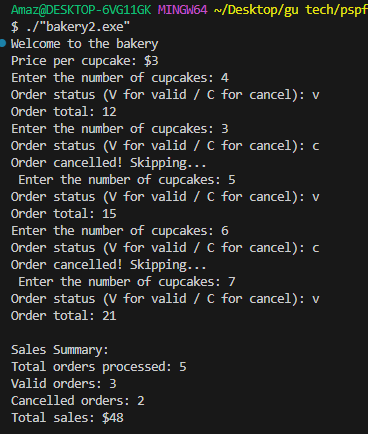 Amaz@DESKTOP-6VG11GK MINGW64 ~/Desktop/gu tech/pspf
$ ./"bakery2.exe"
Welcome to the bakery
Price per cupcake: $3
Enter the number of cupcakes: 4
Order status (V for valid / C for cancel): v
Order total: 12
Enter the number of cupcakes: 3
Order status (V for valid / C for cancel): c
Order cancelled! Skipping...
 Enter the number of cupcakes: 5
Order status (V for valid / C for cancel): v
Order total: 15
Enter the number of cupcakes: 6
Order status (V for valid / C for cancel): c
Order cancelled! Skipping...
 Enter the number of cupcakes: 7
Order status (V for valid / C for cancel): v
Order total: 21

Sales Summary:
Total orders processed: 5
Valid orders: 3
Cancelled orders: 2
Total sales: $48